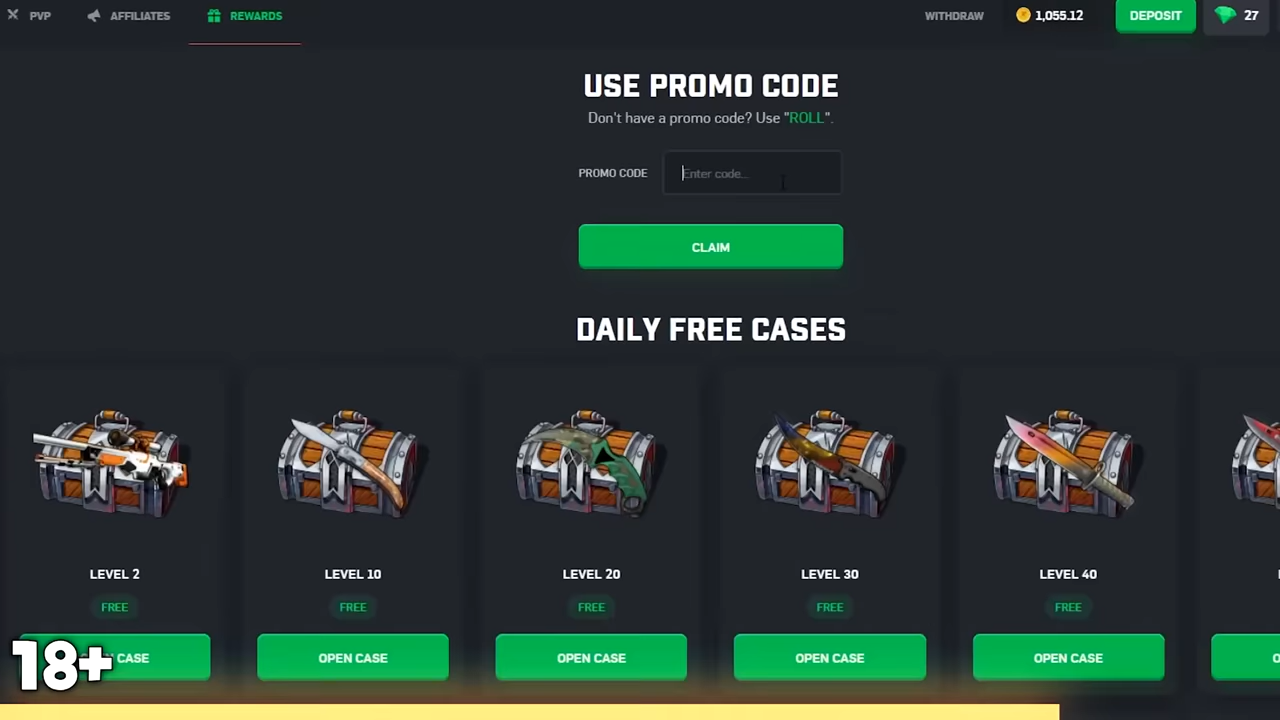 PVP
AFFILIATES
REWARDS
WITHDRAW
1,055.12
DEPOSIT
27
USE PROMO CODE
Don't have a promo code? Use "ROLL".
PROMO CODE
Enter code...
CLAIM
DAILY FREE CASES
LEVEL 2
LEVEL 10
LEVEL 20
LEVEL 30
LEVEL 40
FREE
FREE
FREE
FREE
FREE
CASE
OPEN CASE
OPEN CASE
OPEN CASE
OPEN CASE
18+